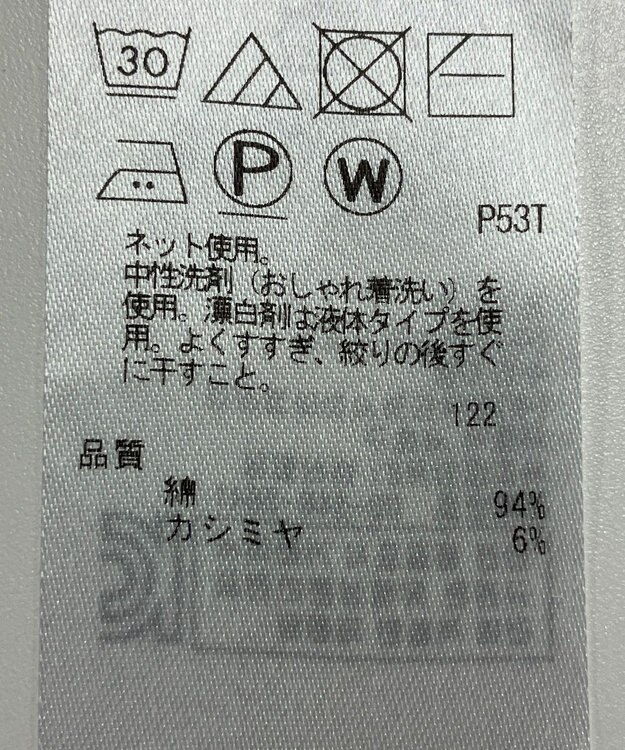 30
P W
P53T
ネット使用。
中性洗剤（おしゃれ着洗い）を
使用。漂白剤は液体タイプを使
用。よくすすぎ、絞りの後すぐ
に干すこと。
122
品質
綿 94%
カシミヤ 6%